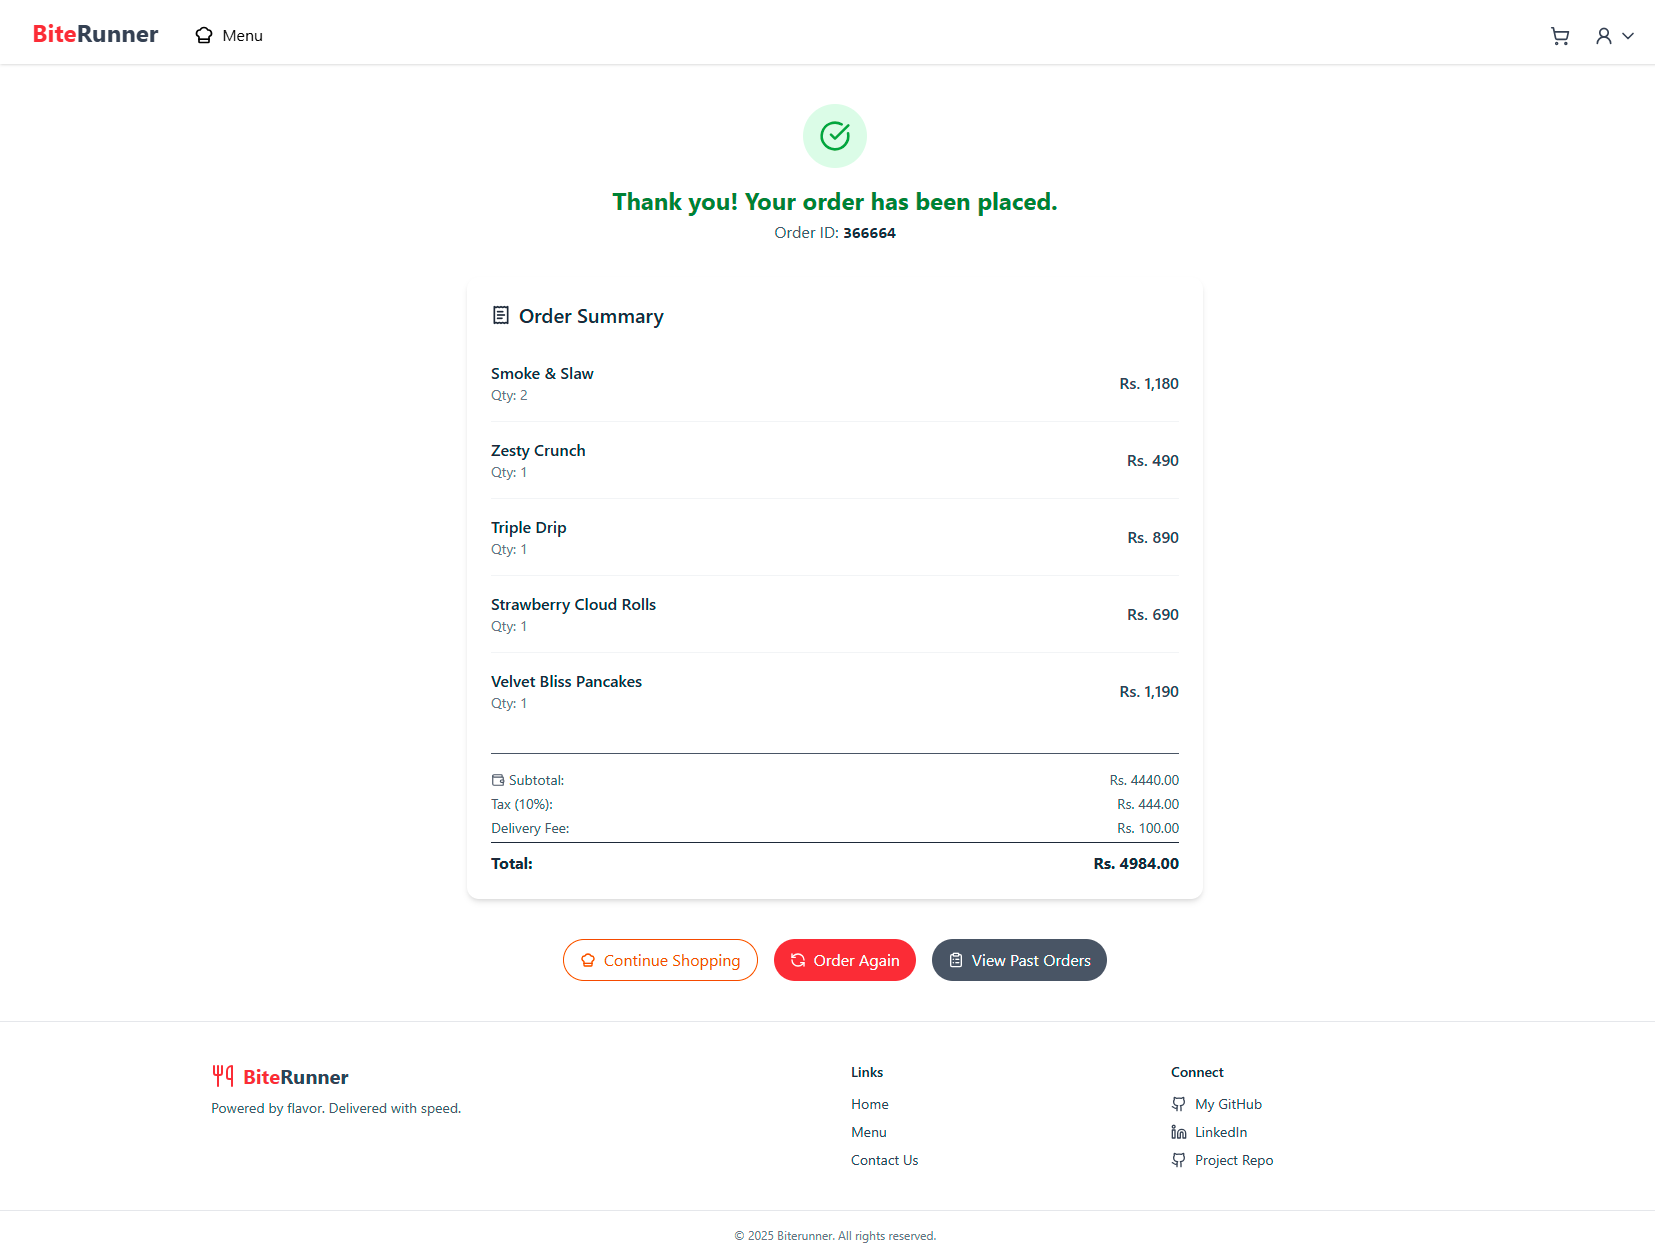 BiteRunner
Menu
Thank you! Your order has been placed.
Order ID: 366664
Order Summary
Smoke & Slaw
Qty: 2
Rs. 1,180
Zesty Crunch
Qty: 1
Rs. 490
Triple Drip
Qty: 1
Rs. 890
Strawberry Cloud Rolls
Qty: 1
Rs. 690
Velvet Bliss Pancakes
Qty: 1
Rs. 1,190
Subtotal: Rs. 4440.00
Tax (10%): Rs. 444.00
Delivery Fee: Rs. 100.00
Total: Rs. 4984.00
Continue Shopping
Order Again
View Past Orders
BiteRunner
Powered by flavor. Delivered with speed.
Links
Home
Menu
Contact Us
Connect
My GitHub
LinkedIn
Project Repo
© 2025 Biterunner. All rights reserved.